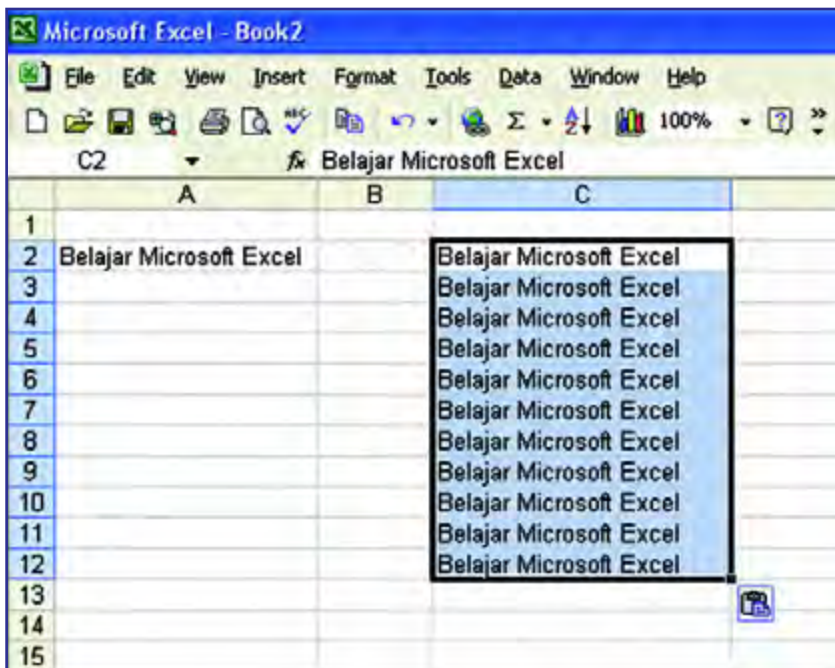 Microsoft Excel - Book2
File Edit View Insert Format Tools Data Window Help
ABC Σ A Z 100% ? »
C2 fx Belajar Microsoft Excel
A B C
1
2 Belajar Microsoft Excel Belajar Microsoft Excel
3 Belajar Microsoft Excel
4 Belajar Microsoft Excel
5 Belajar Microsoft Excel
6 Belajar Microsoft Excel
7 Belajar Microsoft Excel
8 Belajar Microsoft Excel
9 Belajar Microsoft Excel
10 Belajar Microsoft Excel
11 Belajar Microsoft Excel
12 Belajar Microsoft Excel
13
14
15